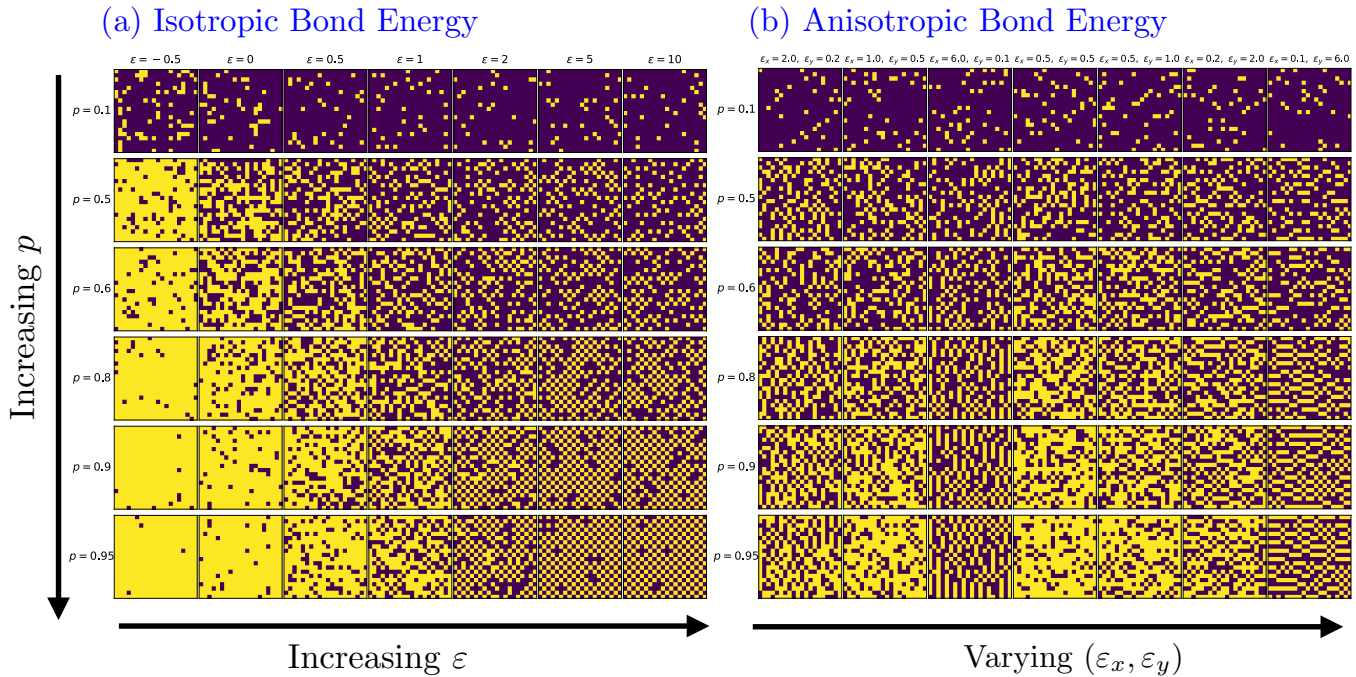 (a) Isotropic Bond Energy
(b) Anisotropic Bond Energy
ε = −0.5 ε = 0 ε = 0.5 ε = 1 ε = 2 ε = 5 ε = 10
εx = 2.0, εy = 0.2 εx = 1.0, εy = 0.5 εx = 6.0, εy = 0.1 εx = 0.5, εy = 0.5 εx = 0.5, εy = 1.0 εx = 0.2, εy = 2.0 εx = 0.1, εy = 6.0
Increasing p
p = 0.1
p = 0.5
p = 0.6
p = 0.8
p = 0.9
p = 0.95
p = 0.1
p = 0.5
p = 0.6
p = 0.8
p = 0.9
p = 0.95
Increasing ε
Varying (εx, εy)